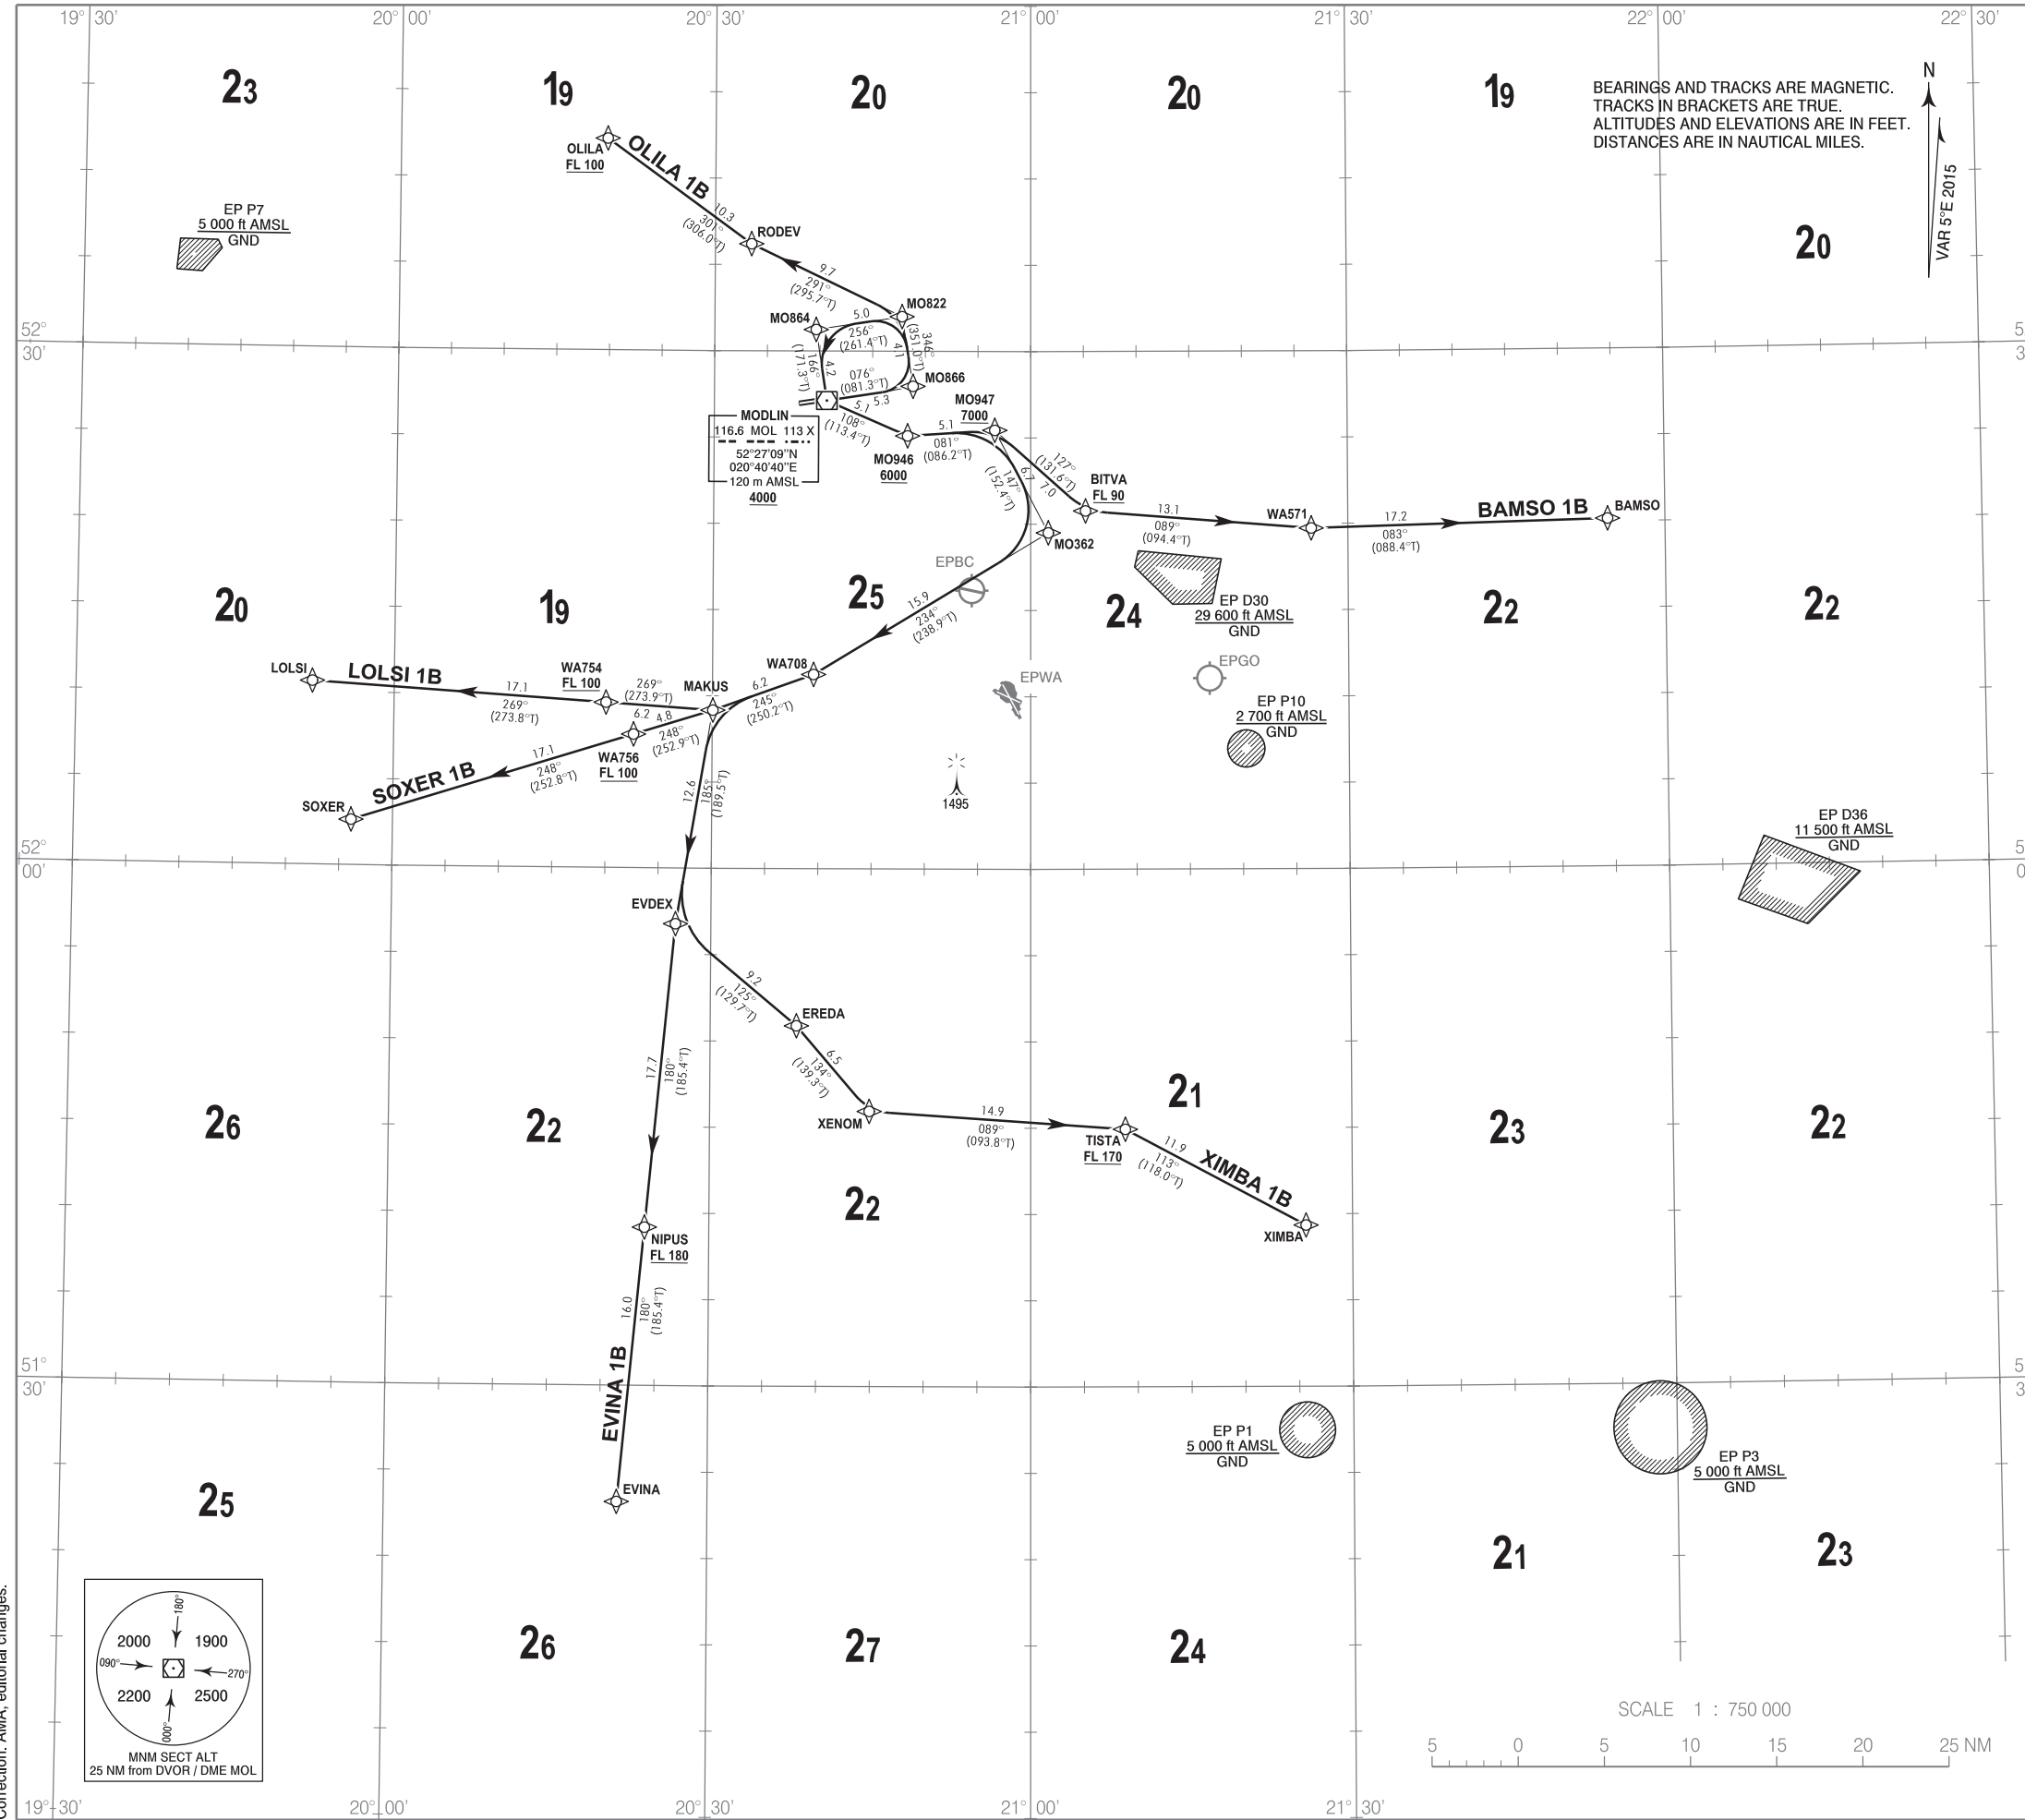 19° 30'
20° 00'
20° 30'
21° 00'
21° 30'
22° 00'
22° 30'
23
19
20
20
19
BEARINGS AND TRACKS ARE MAGNETIC.
TRACKS IN BRACKETS ARE TRUE.
ALTITUDES AND ELEVATIONS ARE IN FEET.
DISTANCES ARE IN NAUTICAL MILES.
N
VAR 5°E 2015
20
OLILA
FL 100
OLILA 1B
10.3
301°
(306.0°T)
EP P7
5 000 ft AMSL
GND
RODEV
9.7
291°
(295.7°T)
MO822
MO864
5.0
256°
(261.4°T)
346°
(351.0°T)
4.1
166°
(171.3°T)
4.2
076°
(081.3°T)
5.3
MO866
52°
30'
5
3
MODLIN
116.6 MOL 113 X
52°27'09"N
020°40'40"E
120 m AMSL
4000
5.1
108°
(113.4°T)
MO946
6000
5.1
081°
(086.2°T)
MO947
7000
127°
(131.6°T)
7.0
6.7
147°
(152.4°T)
MO362
BITVA
FL 90
13.1
089°
(094.4°T)
WA571
17.2
083°
(088.4°T)
BAMSO 1B
BAMSO
EPBC
20
19
25
24
22
22
EP D30
29 600 ft AMSL
GND
15.9
234°
(238.9°T)
LOLSI
LOLSI 1B
17.1
269°
(273.8°T)
WA754
FL 100
269°
(273.9°T)
6.2
MAKUS
WA708
6.2
245°
(250.2°T)
4.8
248°
(252.9°T)
WA756
FL 100
17.1
248°
(252.8°T)
SOXER 1B
SOXER
EPWA
EPGO
EP P10
2 700 ft AMSL
GND
1495
12.6
185°
(189.5°T)
EP D36
11 500 ft AMSL
GND
52°
00'
5
0
EVDEX
9.2
125°
(129.7°T)
EREDA
6.5
134°
(139.3°T)
XENOM
17.7
180°
(185.4°T)
14.9
089°
(093.8°T)
TISTA
FL 170
11.9
113°
(118.0°T)
XIMBA 1B
XIMBA
26
22
22
21
23
22
NIPUS
FL 180
16.0
180°
(185.4°T)
EVINA 1B
EVINA
51°
30'
5
3
EP P1
5 000 ft AMSL
GND
EP P3
5 000 ft AMSL
GND
25
26
27
24
21
23
180°
2000
1900
090°
270°
2200
2500
000°
MNM SECT ALT
25 NM from DVOR / DME MOL
SCALE 1 : 750 000
5 0 5 10 15 20 25 NM
19° 30'
20° 00'
20° 30'
21° 00'
21° 30'
Correction: AMA, editorial changes.